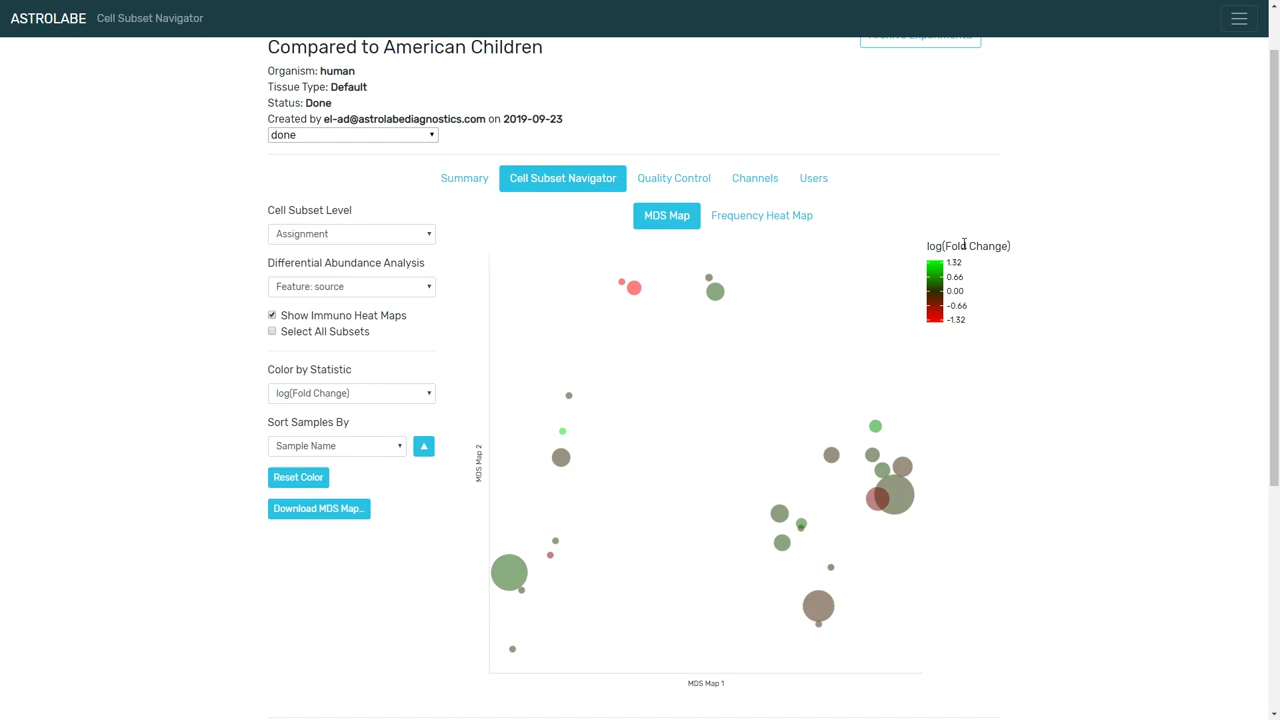 ASTROLABE Cell Subset Navigator
Compared to American Children
Organism: human
Tissue Type: Default
Status: Done
Created by el-ad@astrolabediagnostics.com on 2019-09-23
done
Summary
Cell Subset Navigator
Quality Control
Channels
Users
Cell Subset Level
Assignment
Differential Abundance Analysis
Feature: source
Show Immuno Heat Maps
Select All Subsets
Color by Statistic
log(Fold Change)
Sort Samples By
Sample Name
Reset Color
Download MDS Map...
MDS Map
Frequency Heat Map
log(Fold Change)
1.32
0.66
0.00
-0.66
-1.32
MDS Map 2
MDS Map 1